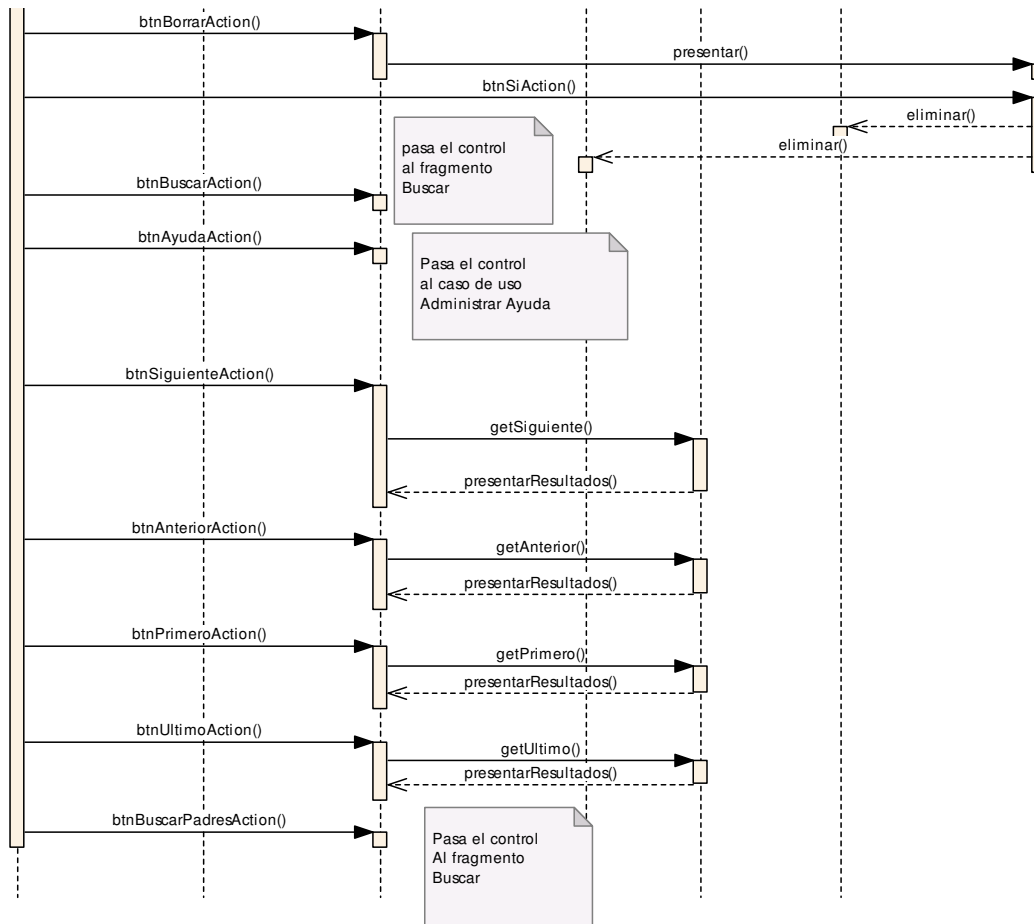 btnBorrarAction()
presentar()
btnSiAction()
eliminar()
eliminar()
pasa el control
al fragmento
Buscar
btnBuscarAction()
btnAyudaAction()
Pasa el control
al caso de uso
Administrar Ayuda
btnSiguienteAction()
getSiguiente()
presentarResultados()
btnAnteriorAction()
getAnterior()
presentarResultados()
btnPrimeroAction()
getPrimero()
presentarResultados()
btnUltimoAction()
getUltimo()
presentarResultados()
btnBuscarPadresAction()
Pasa el control
Al fragmento
Buscar